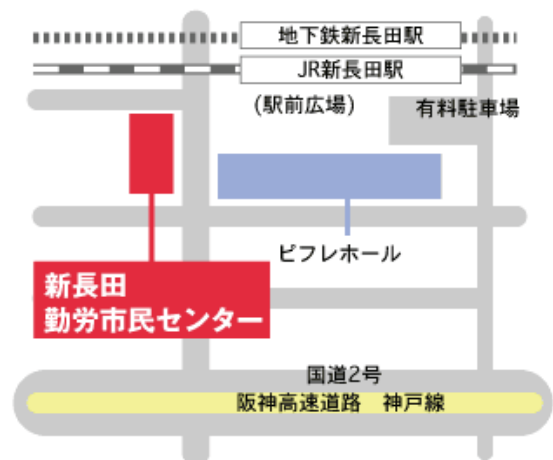 地下鉄新長田駅
JR新長田駅
(駅前広場)
有料駐車場
ピフレホール
新長田
勤労市民センター
国道2号
阪神高速道路　神戸線